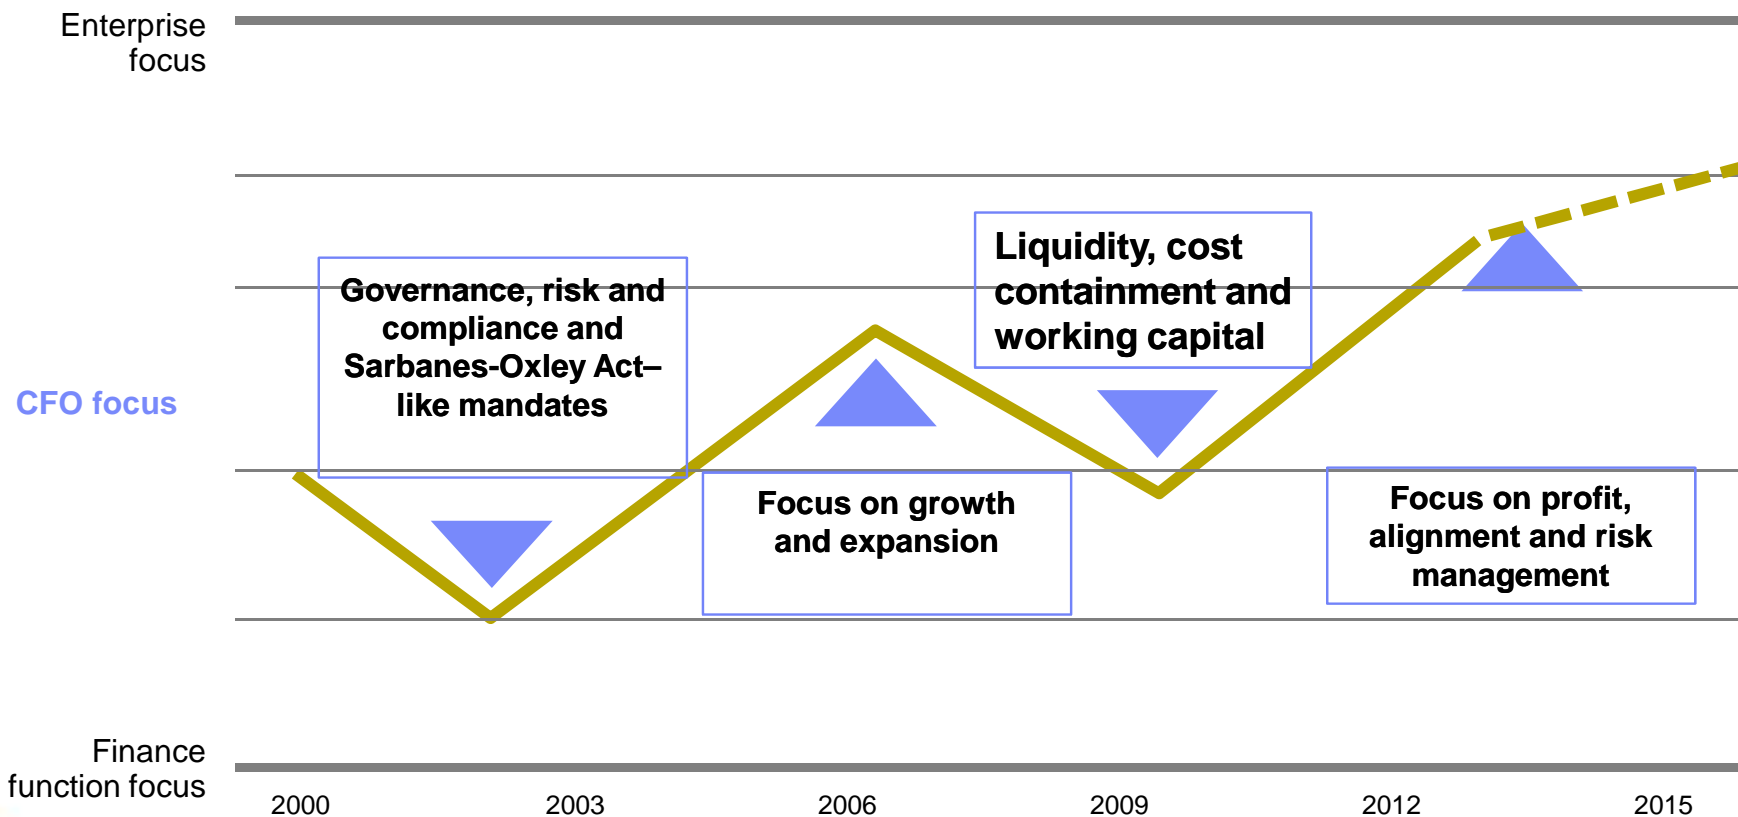 Enterprise
focus
Governance, risk and
compliance and
Sarbanes-Oxley Act–
like mandates
Liquidity, cost
containment and
working capital
CFO focus
Focus on growth
and expansion
Focus on profit,
alignment and risk
management
Finance
function focus
2000 2003 2006 2009 2012 2015